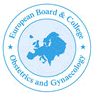 European Board & College
Obstetrics and Gynaecology